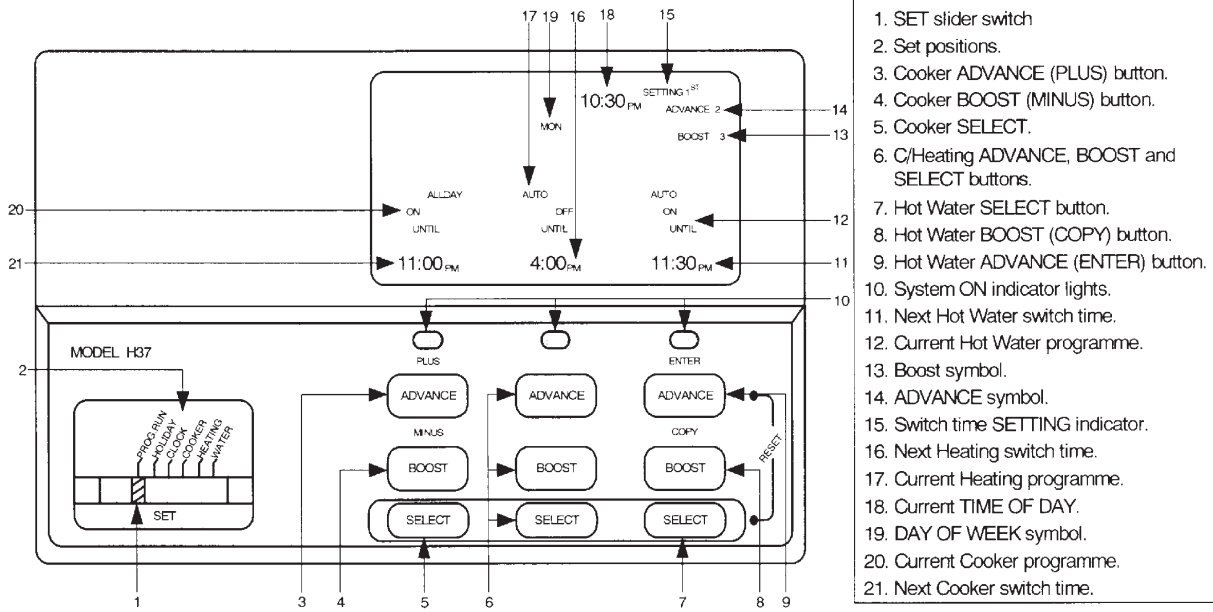 17 19 16 18 15
10:30 PM
SETTING 1ST
ADVANCE 2
14
MON
BOOST 3
13
ALLDAY
AUTO
AUTO
20
ON
OFF
ON
12
UNTIL
UNTIL
UNTIL
21
11:00 PM
4:00 PM
11:30 PM
11
10
MODEL H37
PLUS
ENTER
2
ADVANCE
ADVANCE
ADVANCE
PROG RUN
HOLIDAY
CLOCK
COOKER
HEATING
WATER
MINUS
COPY
RESET
BOOST
BOOST
BOOST
SET
SELECT
SELECT
SELECT
1 3 4 5 6 7 8 9
1. SET slider switch
2. Set positions.
3. Cooker ADVANCE (PLUS) button.
4. Cooker BOOST (MINUS) button.
5. Cooker SELECT.
6. C/Heating ADVANCE, BOOST and
SELECT buttons.
7. Hot Water SELECT button.
8. Hot Water BOOST (COPY) button.
9. Hot Water ADVANCE (ENTER) button.
10. System ON indicator lights.
11. Next Hot Water switch time.
12. Current Hot Water programme.
13. Boost symbol.
14. ADVANCE symbol.
15. Switch time SETTING indicator.
16. Next Heating switch time.
17. Current Heating programme.
18. Current TIME OF DAY.
19. DAY OF WEEK symbol.
20. Current Cooker programme.
21. Next Cooker switch time.